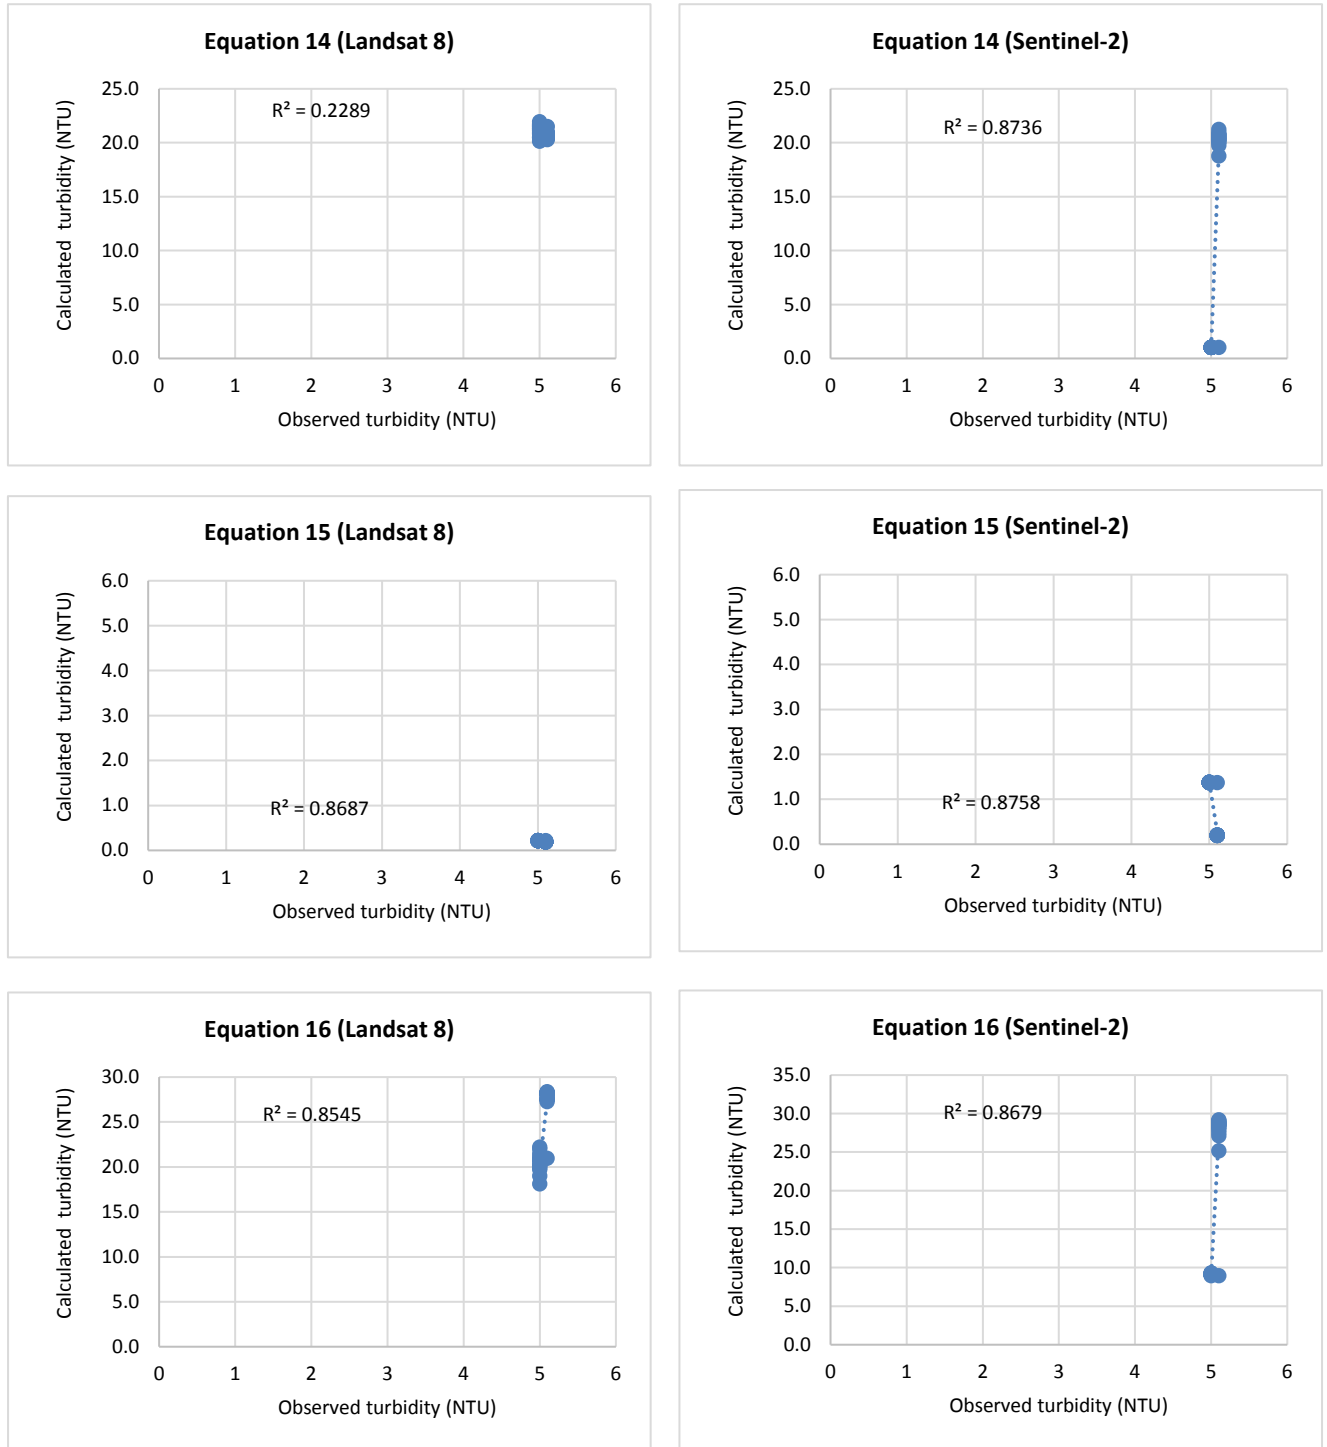 Equation 14 (Landsat 8)
Calculated turbidity (NTU)
25.0
20.0
15.0
10.0
5.0
0.0
R² = 0.2289
0 1 2 3 4 5 6
Observed turbidity (NTU)
Equation 14 (Sentinel-2)
Calculated turbidity (NTU)
25.0
20.0
15.0
10.0
5.0
0.0
R² = 0.8736
0 1 2 3 4 5 6
Observed turbidity (NTU)
Equation 15 (Landsat 8)
Calculated turbidity (NTU)
6.0
5.0
4.0
3.0
2.0
1.0
0.0
R² = 0.8687
0 1 2 3 4 5 6
Observed turbidity (NTU)
Equation 15 (Sentinel-2)
Calculated turbidity (NTU)
6.0
5.0
4.0
3.0
2.0
1.0
0.0
R² = 0.8758
0 1 2 3 4 5 6
Observed turbidity (NTU)
Equation 16 (Landsat 8)
Calculated turbidity (NTU)
30.0
25.0
20.0
15.0
10.0
5.0
0.0
R² = 0.8545
0 1 2 3 4 5 6
Observed turbidity (NTU)
Equation 16 (Sentinel-2)
Calculated turbidity (NTU)
35.0
30.0
25.0
20.0
15.0
10.0
5.0
0.0
R² = 0.8679
0 1 2 3 4 5 6
Observed turbidity (NTU)